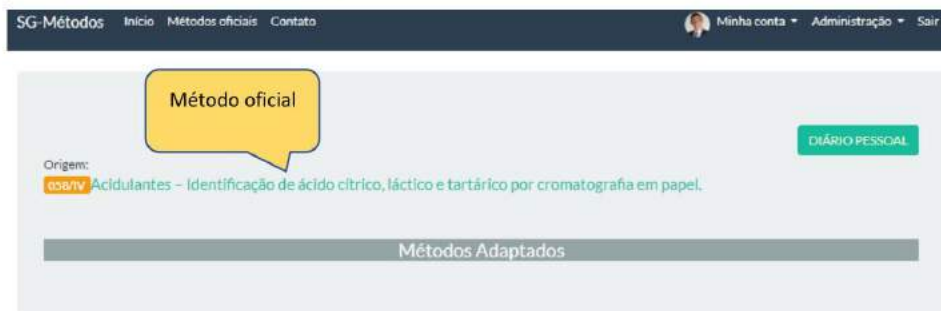 SG-Métodos Início Métodos oficiais Contato Minha conta Administração Sair
Método oficial
DIÁRIO PESSOAL
Origem:
058/IV Acidulantes – Identificação de ácido cítrico, láctico e tartárico por cromatografia em papel.
Métodos Adaptados